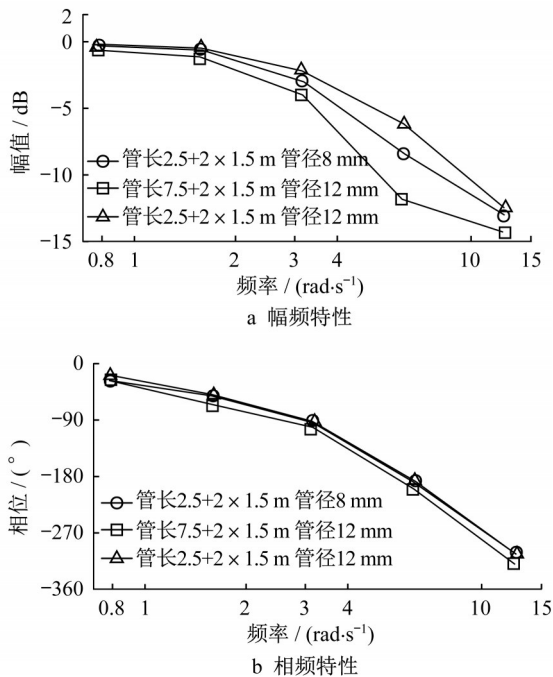 2
0
−5
−10
−15
幅值 / dB
管长2.5+2 × 1.5 m 管径8 mm
管长7.5+2 × 1.5 m 管径12 mm
管长2.5+2 × 1.5 m 管径12 mm
0.8 1 2 3 4 10 15
频率 / (rad·s⁻¹)
a 幅频特性
0
−90
−180
−270
−360
相位 / (°)
管长2.5+2 × 1.5 m 管径8 mm
管长7.5+2 × 1.5 m 管径12 mm
管长2.5+2 × 1.5 m 管径12 mm
0.8 1 2 3 4 10 15
频率 / (rad·s⁻¹)
b 相频特性